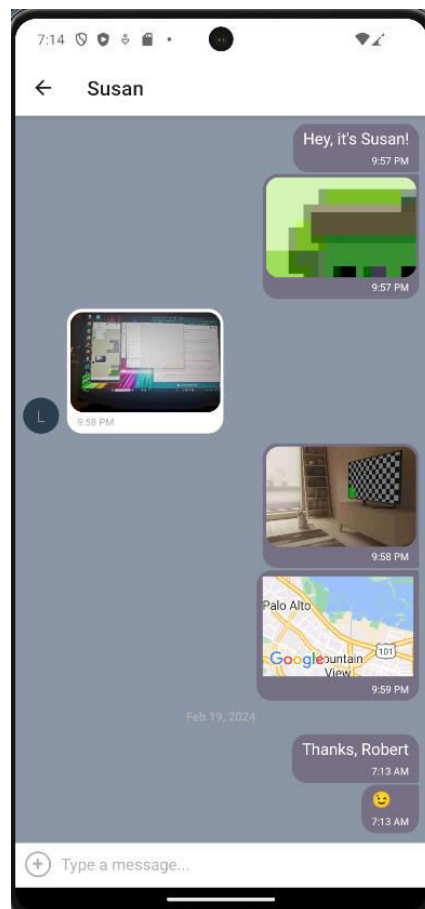 7:14
Susan
Hey, it's Susan!
9:57 PM
9:57 PM
L
9:58 PM
9:58 PM
Palo Alto
101
Google
ountain
View
9:59 PM
Feb 19, 2024
Thanks, Robert
7:13 AM
😉
7:13 AM
Type a message...